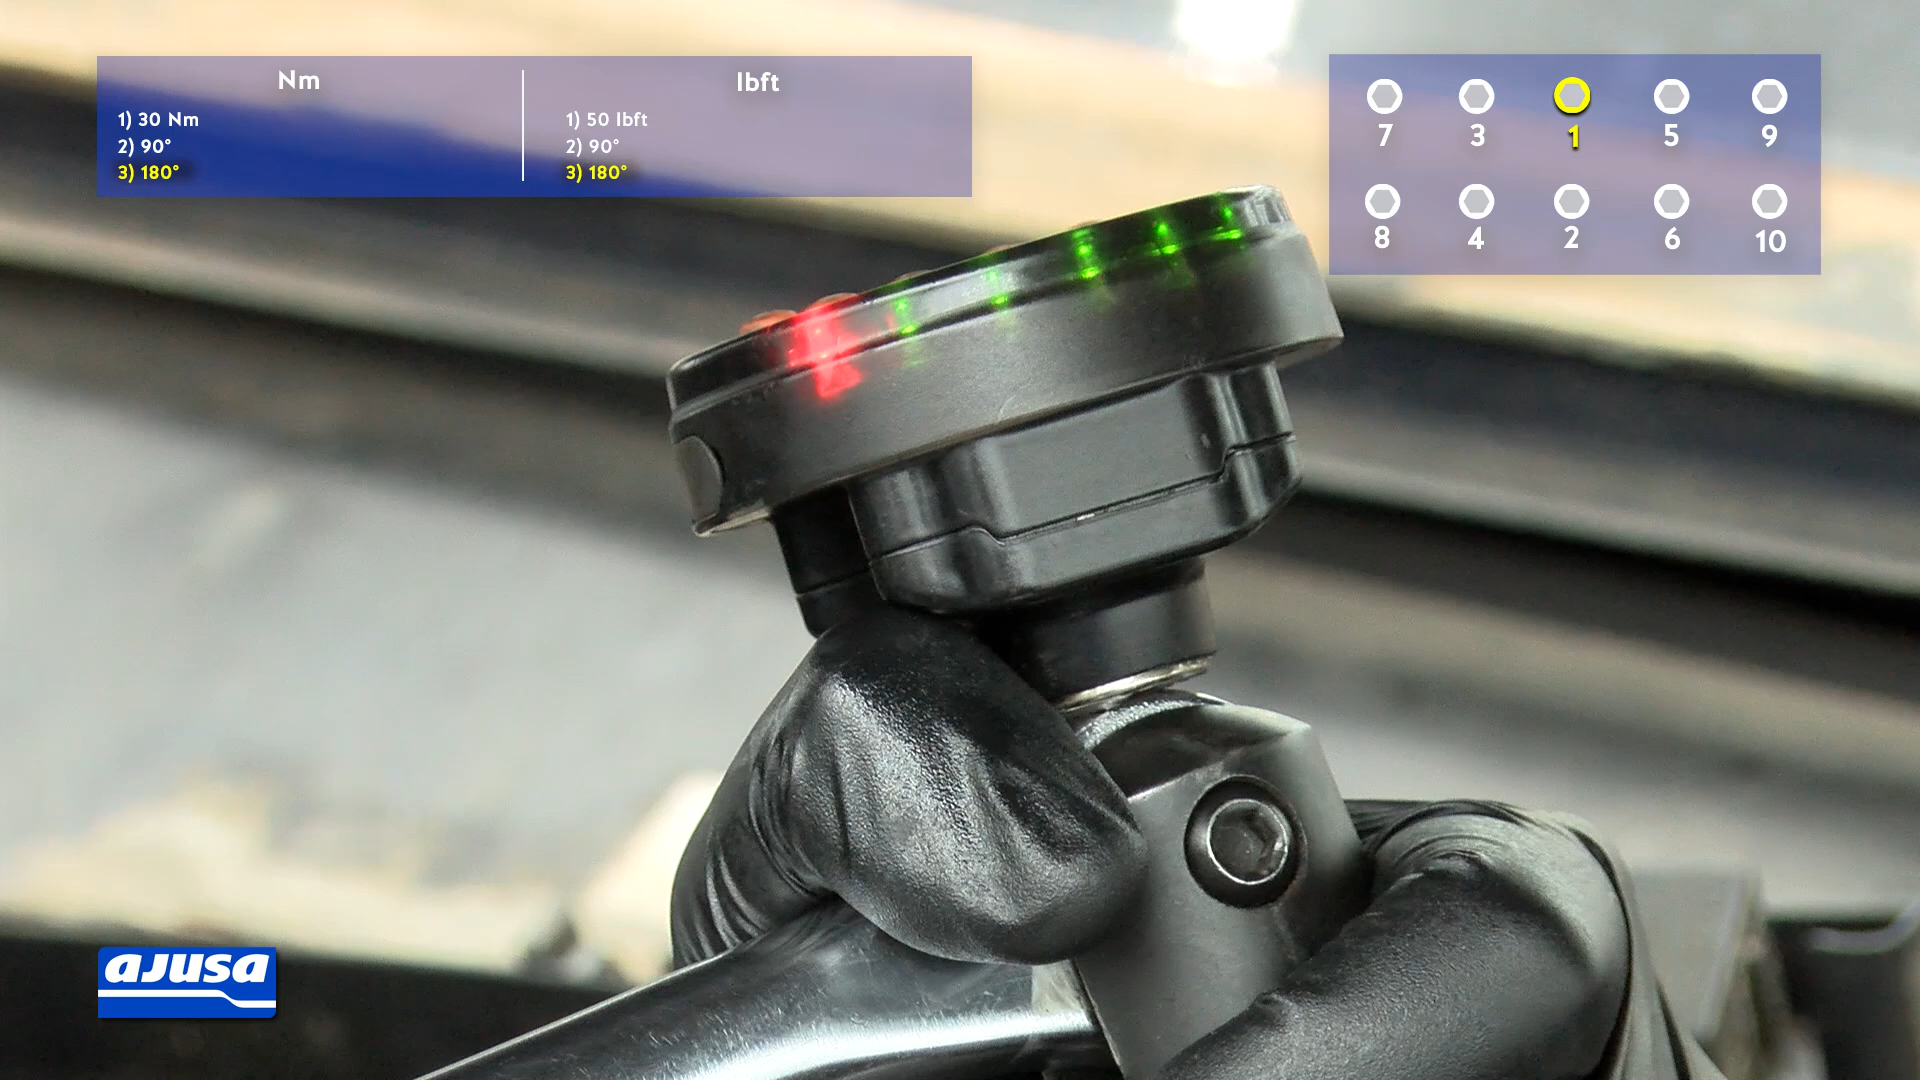 Nm
1) 30 Nm
2) 90°
3) 180°
lbft
1) 50 lbft
2) 90°
3) 180°
7 3 1 5 9
8 4 2 6 10
AJUSA